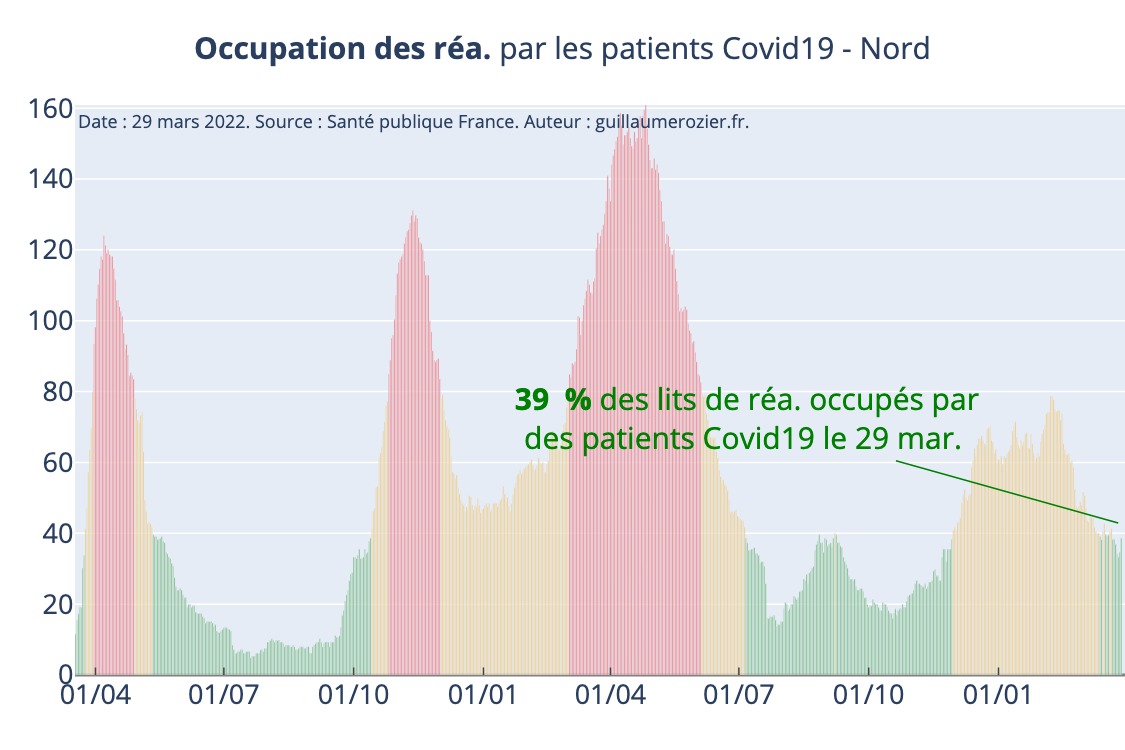 Occupation des réa. par les patients Covid19 - Nord
160
Date : 29 mars 2022. Source : Santé publique France. Auteur : guillaumerozier.fr.
140
120
100
80
39 % des lits de réa. occupés par
des patients Covid19 le 29 mar.
60
40
20
0
01/04 01/07 01/10 01/01 01/04 01/07 01/10 01/01